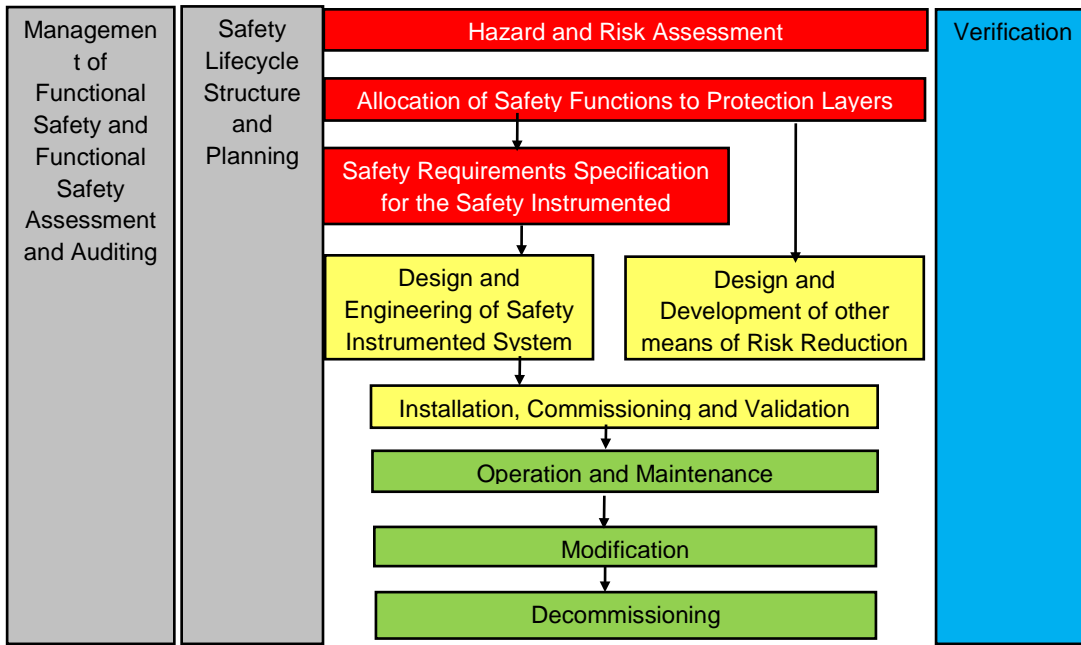 Managemen
t of
Functional
Safety and
Functional
Safety
Assessment
and Auditing
Safety
Lifecycle
Structure
and
Planning
Hazard and Risk Assessment
Allocation of Safety Functions to Protection Layers
Safety Requirements Specification
for the Safety Instrumented
Design and
Engineering of Safety
Instrumented System
Design and
Development of other
means of Risk Reduction
Installation, Commissioning and Validation
Operation and Maintenance
Modification
Decommissioning
Verification